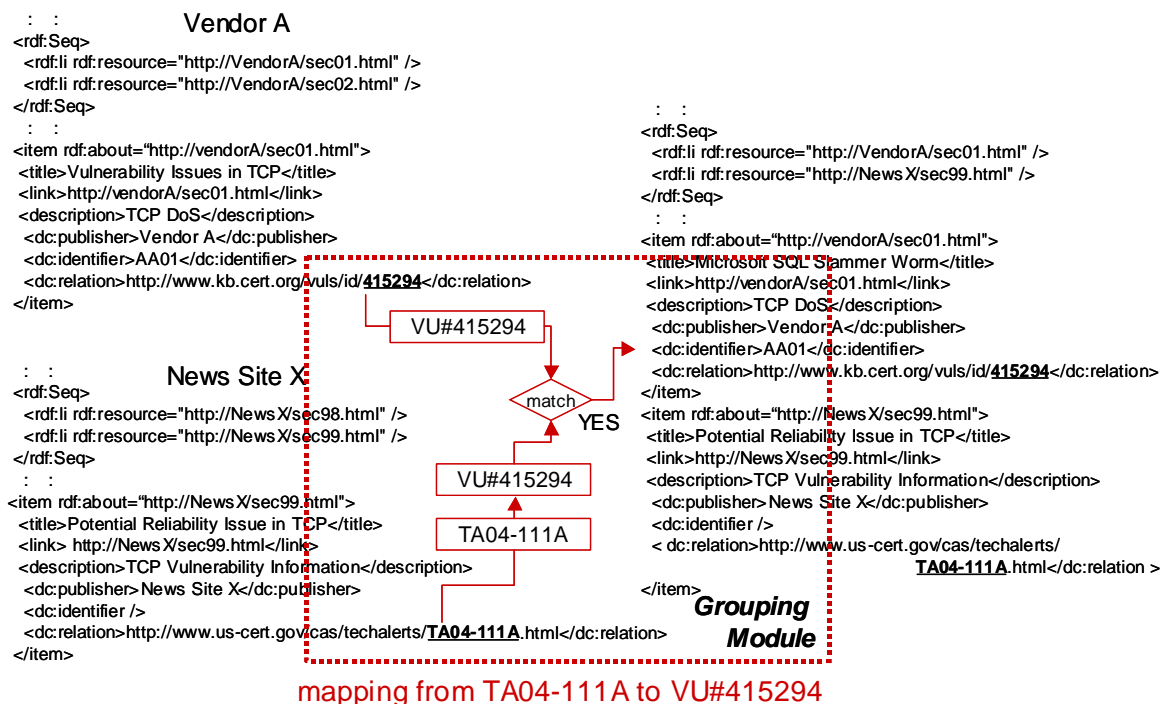 : :
Vendor A
<rdf:Seq>
<rdf:li rdf:resource="http://VendorA/sec01.html" />
<rdf:li rdf:resource="http://VendorA/sec02.html" />
</rdf:Seq>
: :
<item rdf:about=“http://vendorA/sec01.html">
<title>Vulnerability Issues in TCP</title>
<link>http://vendorA/sec01.html</link>
<description>TCP DoS</description>
<dc:publisher>Vendor A</dc:publisher>
<dc:identifier>AA01</dc:identifier>
<dc:relation>http://www.kb.cert.org/vuls/id/415294</dc:relation>
</item>
: :
News Site X
<rdf:Seq>
<rdf:li rdf:resource="http://NewsX/sec98.html" />
<rdf:li rdf:resource="http://NewsX/sec99.html" />
</rdf:Seq>
: :
<item rdf:about=“http://NewsX/sec99.html">
<title>Potential Reliability Issue in TCP</title>
<link> http://NewsX/sec99.html</link>
<description>TCP Vulnerability Information</description>
<dc:publisher>News Site X</dc:publisher>
<dc:identifier />
<dc:relation>http://www.us-cert.gov/cas/techalerts/TA04-111A.html</dc:relation>
</item>
VU#415294
match
YES
VU#415294
TA04-111A
: :
<rdf:Seq>
<rdf:li rdf:resource="http://VendorA/sec01.html" />
<rdf:li rdf:resource="http://NewsX/sec99.html" />
</rdf:Seq>
: :
<item rdf:about=“http://vendorA/sec01.html">
<title>Microsoft SQL Slammer Worm</title>
<link>http://vendorA/sec01.html</link>
<description>TCP DoS</description>
<dc:publisher>Vendor A</dc:publisher>
<dc:identifier>AA01</dc:identifier>
<dc:relation>http://www.kb.cert.org/vuls/id/415294</dc:relation>
</item>
<item rdf:about=“http://NewsX/sec99.html">
<title>Potential Reliability Issue in TCP</title>
<link>http://NewsX/sec99.html</link>
<description>TCP Vulnerability Information</description>
<dc:publisher>News Site X</dc:publisher>
<dc:identifier />
< dc:relation>http://www.us-cert.gov/cas/techalerts/
TA04-111A.html</dc:relation >
</item>
Grouping
Module
mapping from TA04-111A to VU#415294